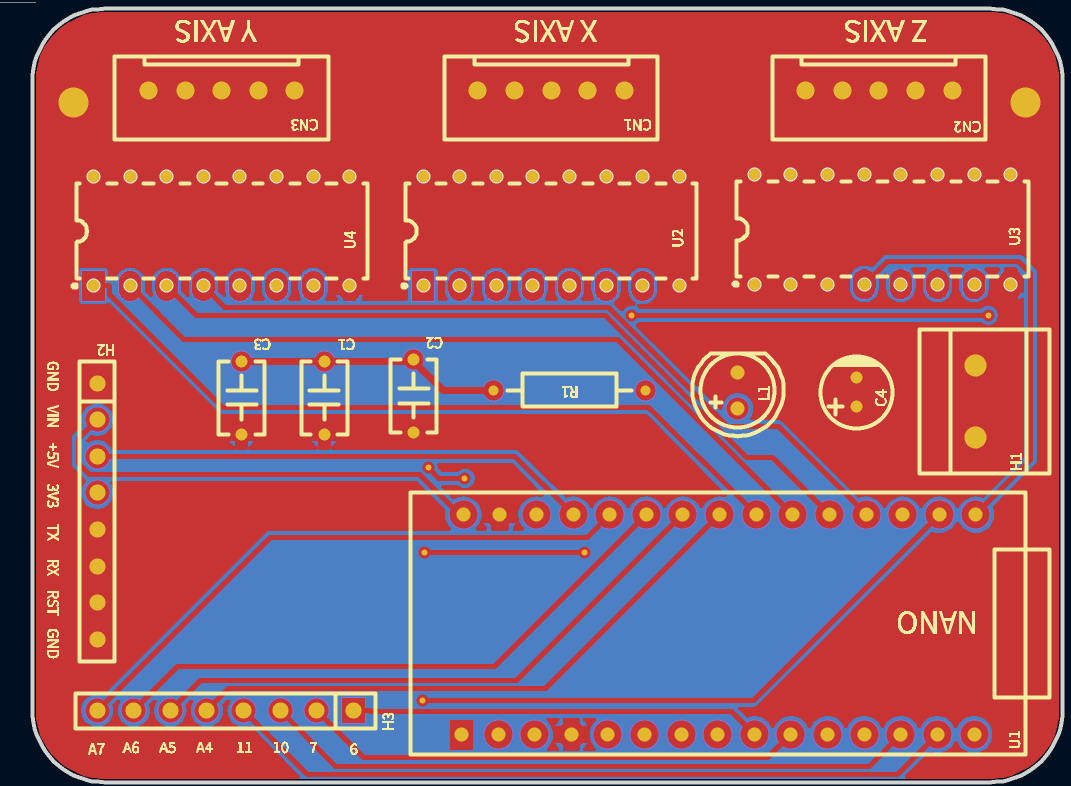 Y AXIS
X AXIS
Z AXIS
CN3
CN1
CN2
U4
U2
U3
H2
C3
C1
C2
R1
L1
C4
H1
GND
VIN
+5V
3V3
TX
RX
RST
GND
+
+
NANO
H3
U1
A7 A6 A5 A4 11 10 7 6